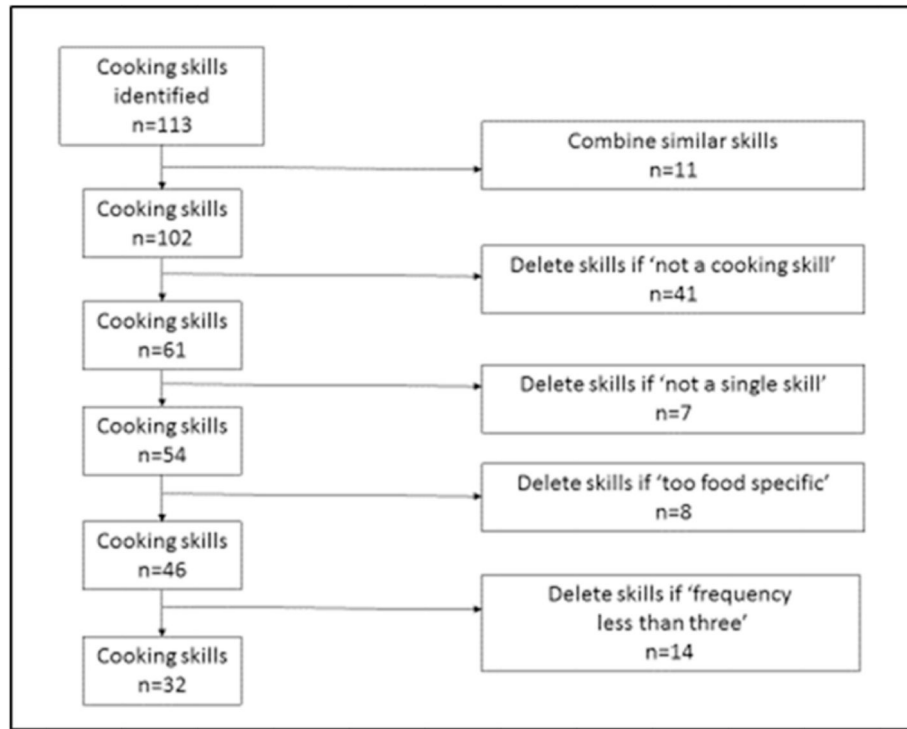 Cooking skills
identified
n=113
Combine similar skills
n=11
Cooking skills
n=102
Delete skills if ‘not a cooking skill’
n=41
Cooking skills
n=61
Delete skills if ‘not a single skill’
n=7
Cooking skills
n=54
Delete skills if ‘too food specific’
n=8
Cooking skills
n=46
Delete skills if ‘frequency
less than three’
n=14
Cooking skills
n=32